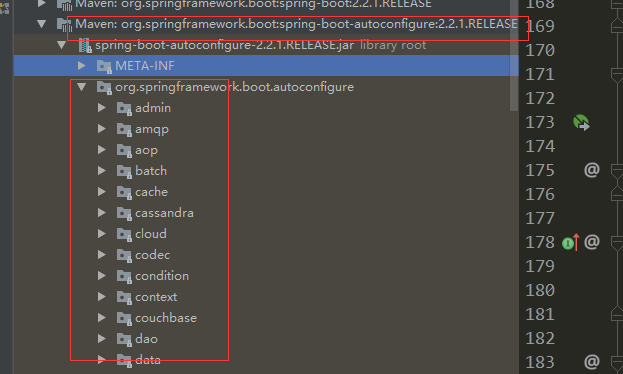 Maven: org.springframework.boot:spring-boot:2.2.1.RELEASE
Maven: org.springframework.boot:spring-boot-autoconfigure:2.2.1.RELEASE
spring-boot-autoconfigure-2.2.1.RELEASE.jar library root
META-INF
org.springframework.boot.autoconfigure
admin
amqp
aop
batch
cache
cassandra
cloud
codec
condition
context
couchbase
dao
data
168
169
170
171
172
173
174
175 @
176
177
178 @
179
180
181
182
183 @